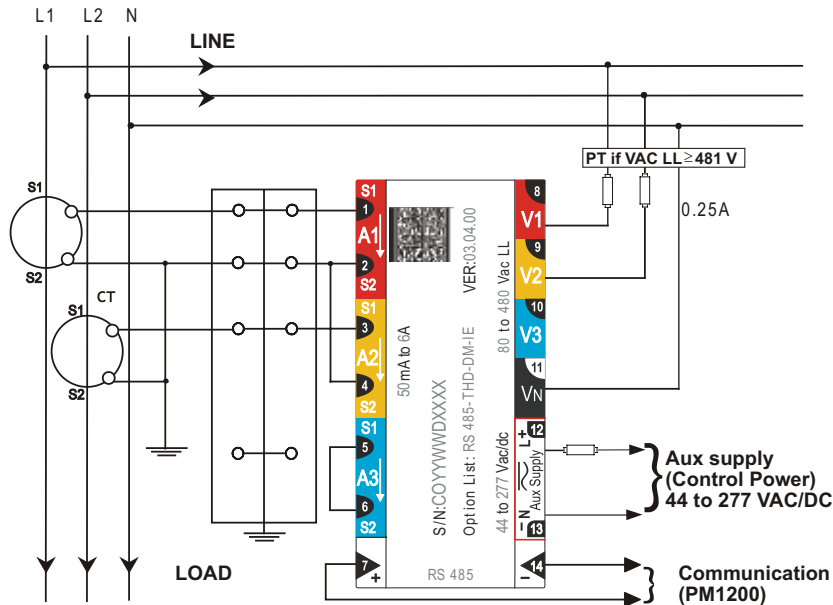 L1 L2 N
LINE
PT if VAC LL ≥ 481 V
0.25A
S1
S2
CT
S1
S2
S1
1
A1
2
S2
S1
3
A2
4
S2
S1
5
A3
6
S2
7
+
50mA to 6A
S/N:COYYWWDXXXX
Option List: RS 485-THD-DM-IE
VER:03.04.00
80 to 480 Vac LL
44 to 277 Vac/dc
RS 485
8
V1
9
V2
10
V3
11
VN
12
L+
Aux Supply
– N
13
14
–
Aux supply
(Control Power)
44 to 277 VAC/DC
LOAD
Communication
(PM1200)